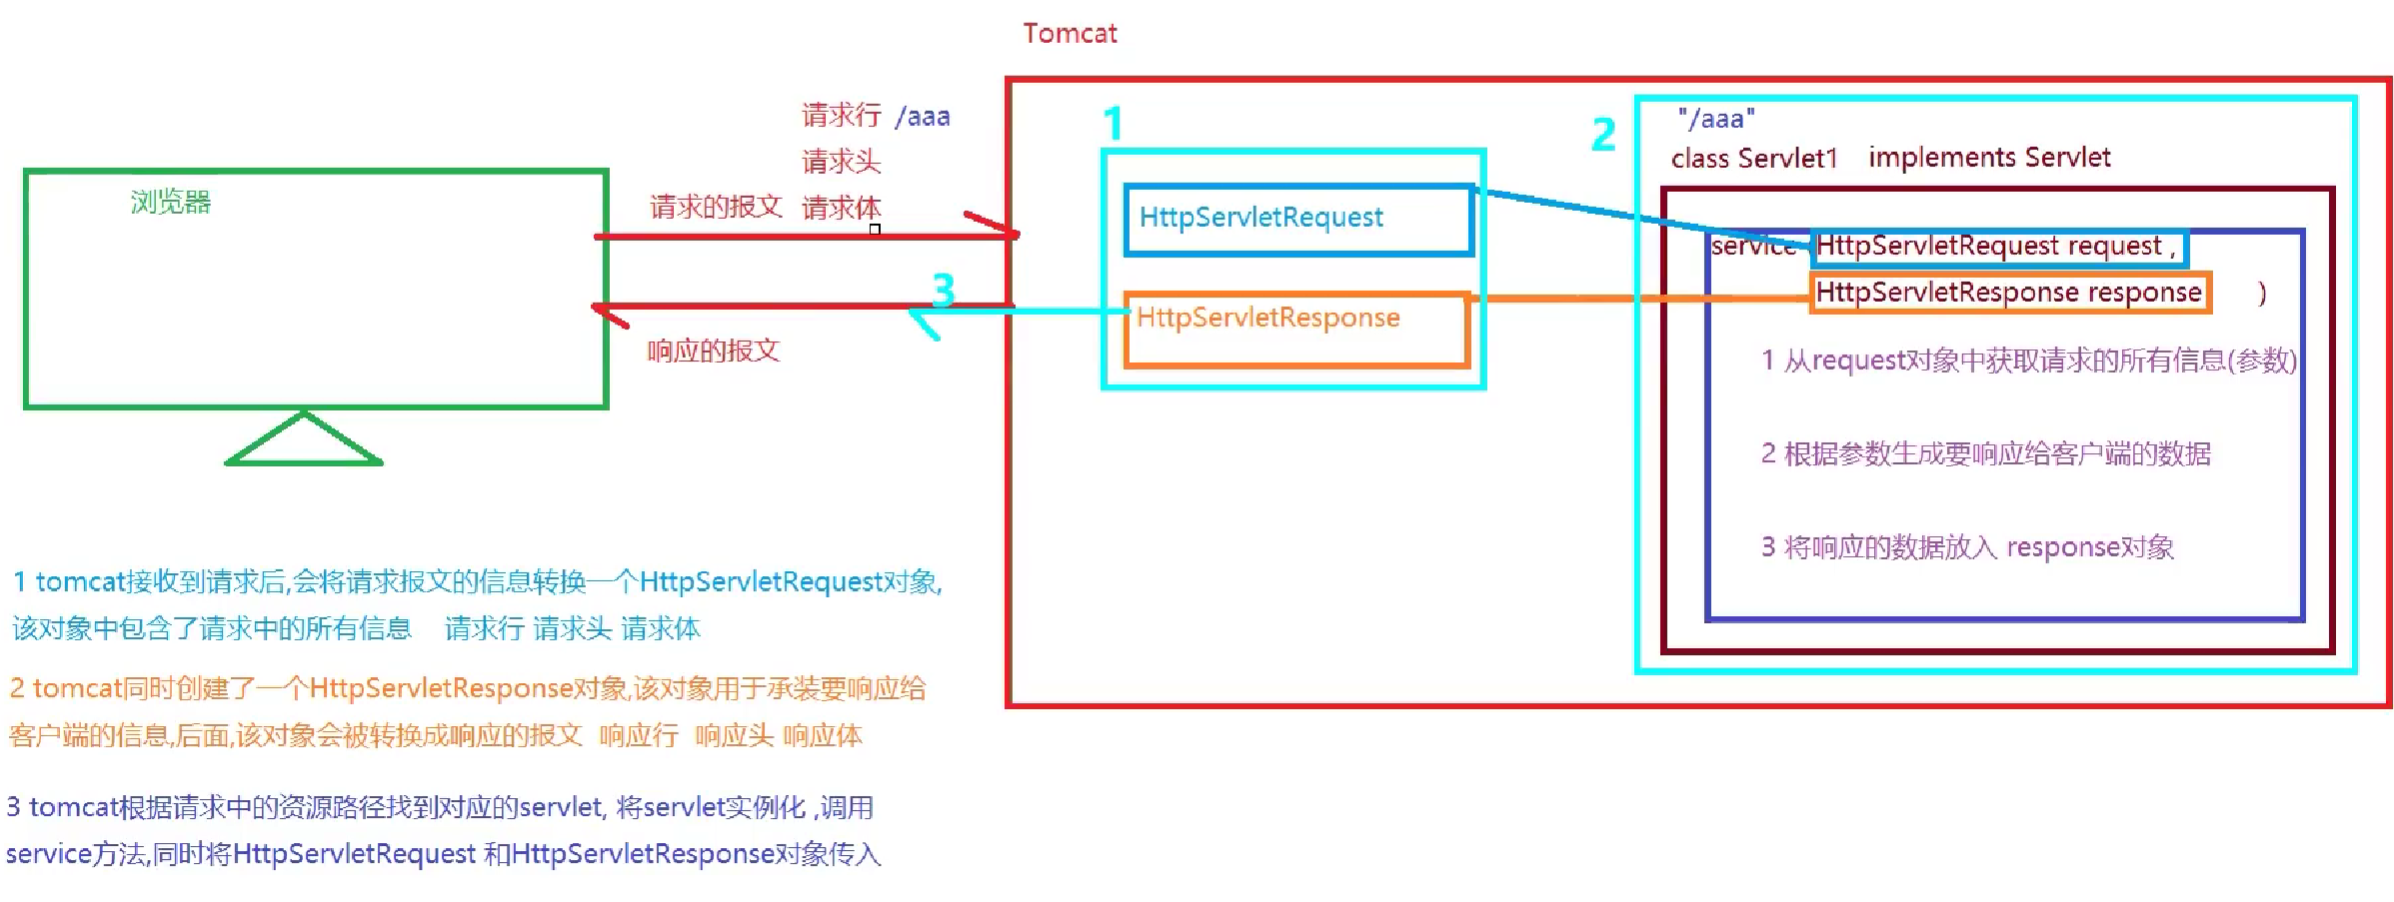 Tomcat
请求行 /aaa
请求头
请求的报文 请求体
浏览器
3
响应的报文
1
HttpServletRequest
HttpServletResponse
2
"/aaa"
class Servlet1 implements Servlet
service HttpServletRequest request ,
HttpServletResponse response )
1 从request对象中获取请求的所有信息(参数)
2 根据参数生成要响应给客户端的数据
3 将响应的数据放入 response对象
1 tomcat接收到请求后,会将请求报文的信息转换一个HttpServletRequest对象,
该对象中包含了请求中的所有信息 请求行 请求头 请求体
2 tomcat同时创建了一个HttpServletResponse对象,该对象用于承装要响应给
客户端的信息,后面,该对象会被转换成响应的报文 响应行 响应头 响应体
3 tomcat根据请求中的资源路径找到对应的servlet, 将servlet实例化 ,调用
service方法,同时将HttpServletRequest 和HttpServletResponse对象传入